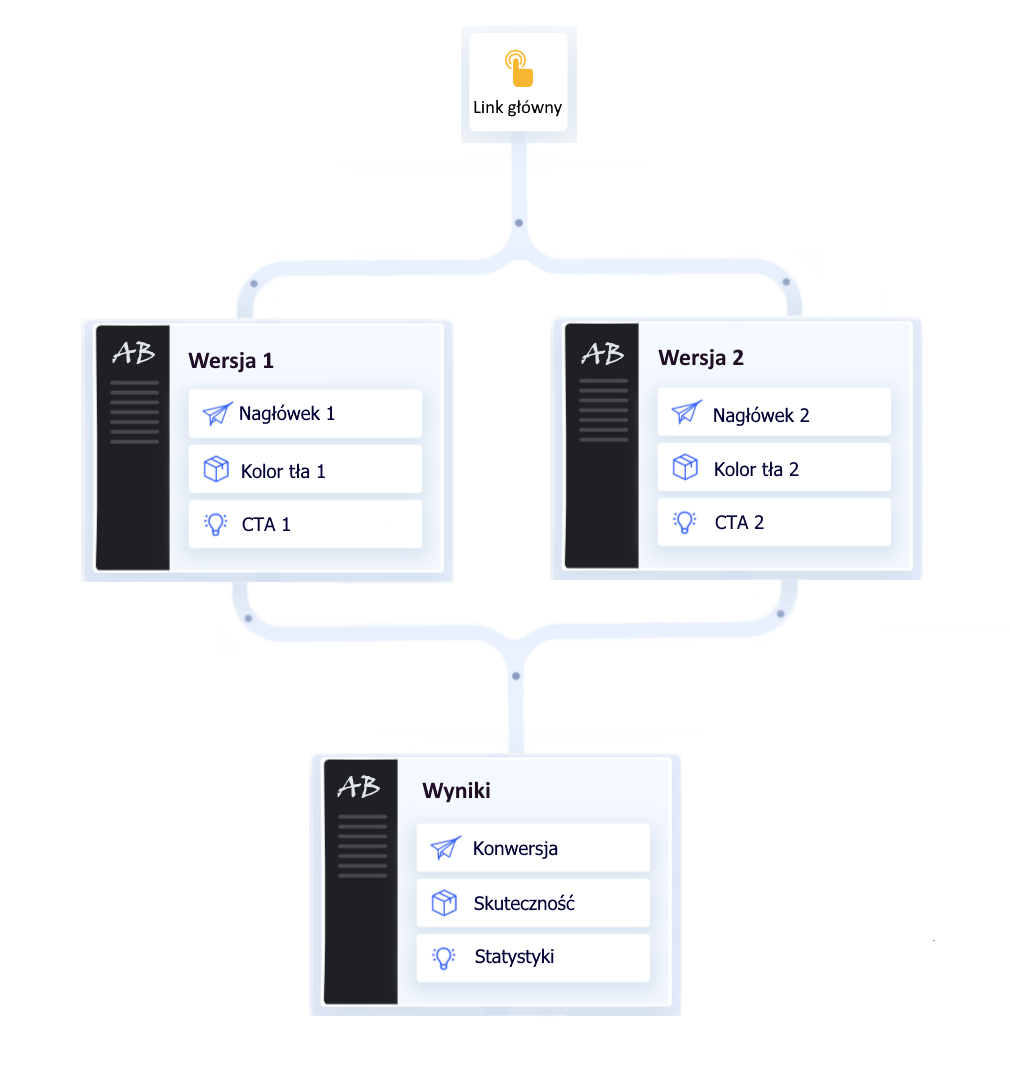 Link główny
AB
Wersja 1
Nagłówek 1
Kolor tła 1
CTA 1
AB
Wersja 2
Nagłówek 2
Kolor tła 2
CTA 2
AB
Wyniki
Konwersja
Skuteczność
Statystyki